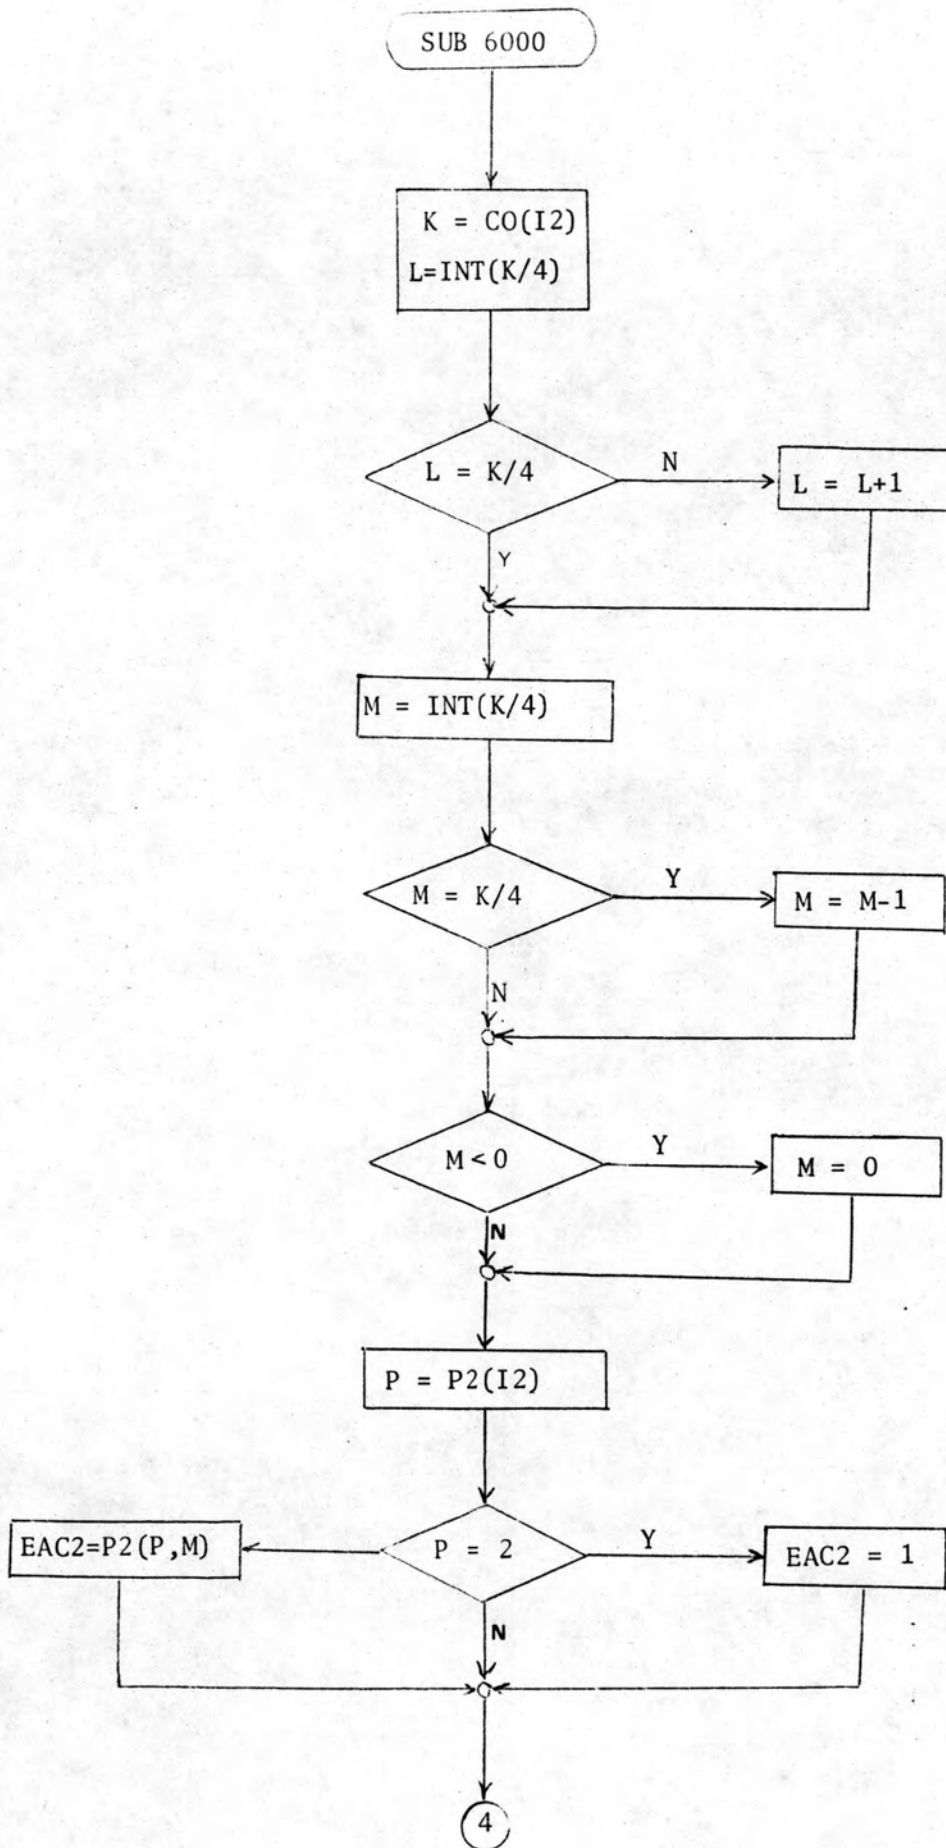 SUB 6000
K = CO(I2)
L=INT(K/4)
L = K/4
N
L = L+1
Y
M = INT(K/4)
M = K/4
Y
M = M-1
N
M<0
Y
M = 0
N
P = P2(I2)
EAC2=P2(P,M)
P = 2
Y
EAC2 = 1
N
4